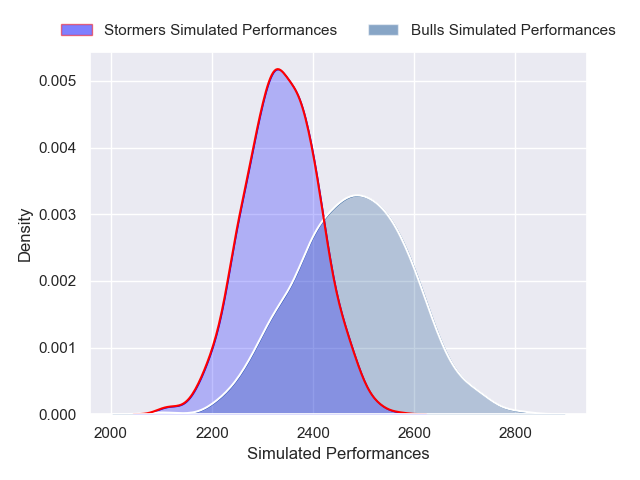 Stormers Simulated Performances Bulls Simulated Performances
0.005
0.004
0.003
0.002
0.001
0.000
Density
2000 2200 2400 2600 2800
Simulated Performances